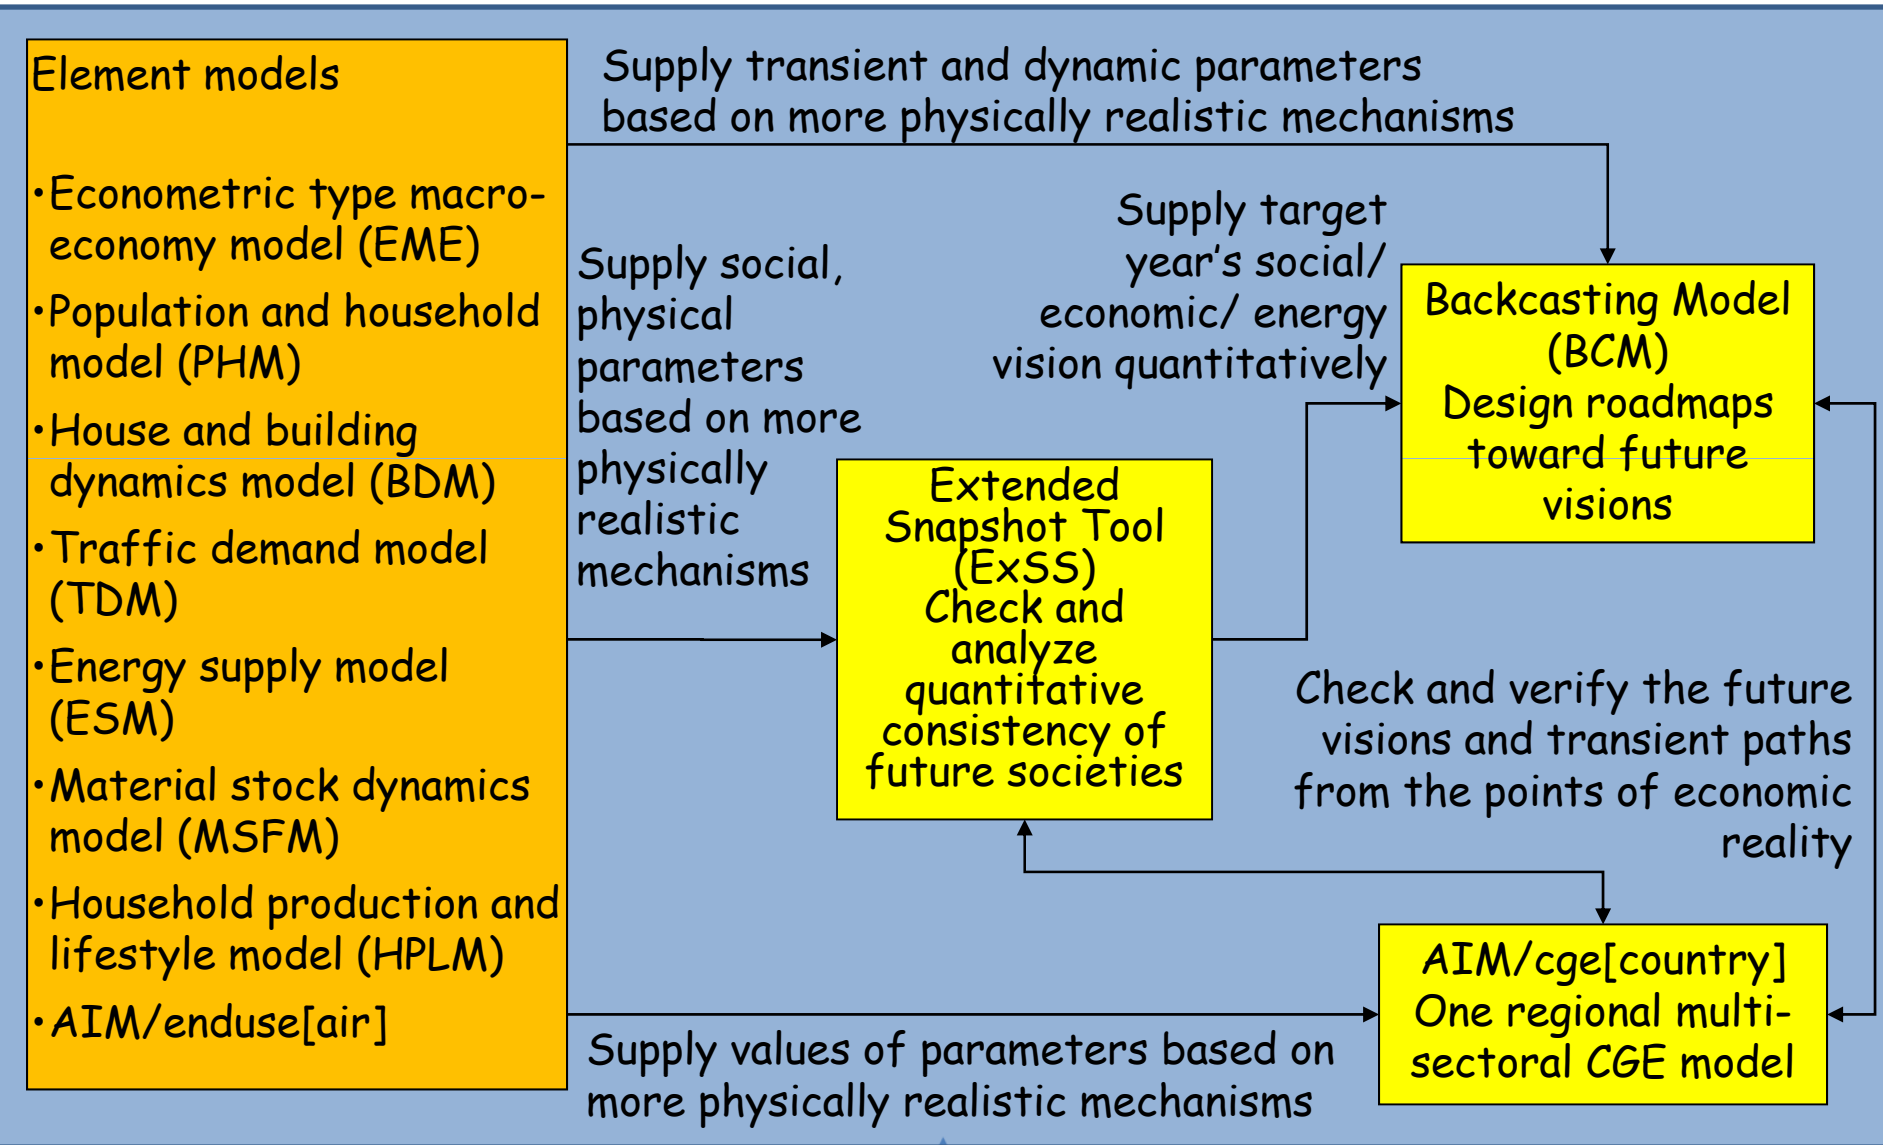 Element models
•Econometric type macro-
economy model (EME)
•Population and household
model (PHM)
•House and building
dynamics model (BDM)
•Traffic demand model
(TDM)
•Energy supply model
(ESM)
•Material stock dynamics
model (MSFM)
•Household production and
lifestyle model (HPLM)
•AIM/enduse[air]
Supply transient and dynamic parameters
based on more physically realistic mechanisms
Supply social,
physical
parameters
based on more
physically
realistic
mechanisms
Supply target
year's social/
economic/ energy
vision quantitatively
Backcasting Model
(BCM)
Design roadmaps
toward future
visions
Extended
Snapshot Tool
(ExSS)
Check and
analyze
quantitative
consistency of
future societies
Check and verify the future
visions and transient paths
from the points of economic
reality
AIM/cge[country]
One regional multi-
sectoral CGE model
Supply values of parameters based on
more physically realistic mechanisms